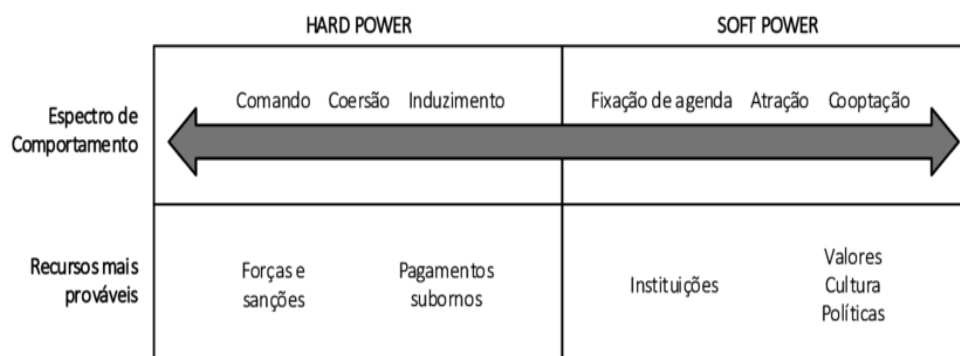 HARD POWER
SOFT POWER
Espectro de
Comportamento
Comando Coersão Induzimento
Fixação de agenda Atração Cooptação
Recursos mais
prováveis
Forças e
sanções
Pagamentos
subornos
Instituições
Valores
Cultura
Políticas